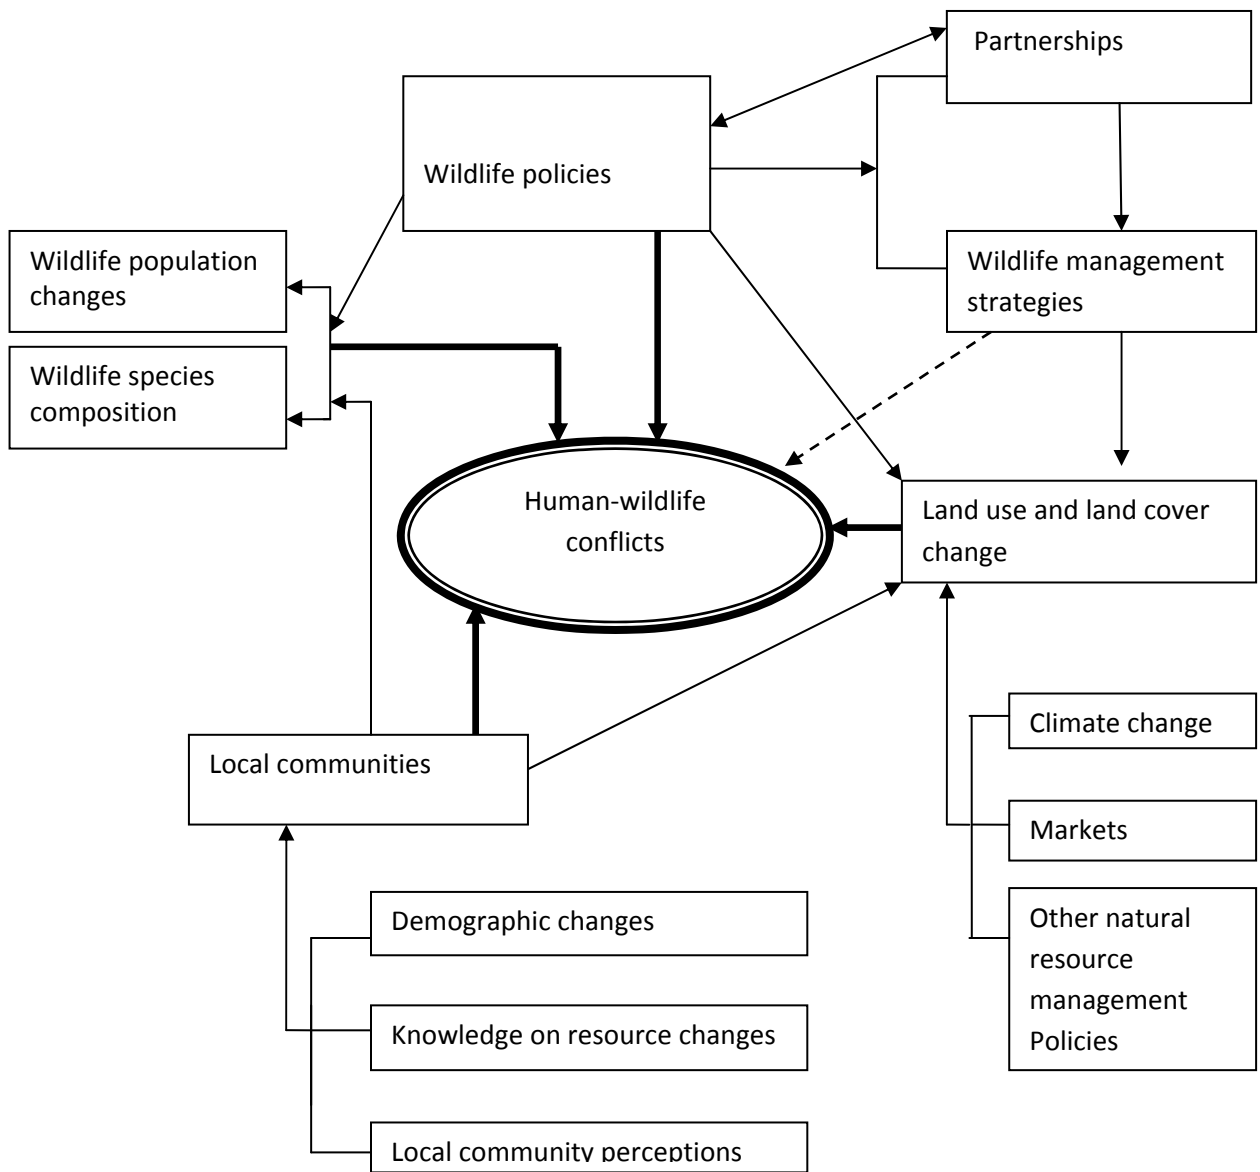 Partnerships
Wildlife policies
Wildlife population
changes
Wildlife management
strategies
Wildlife species
composition
Human-wildlife
conflicts
Land use and land cover
change
Climate change
Local communities
Markets
Demographic changes
Other natural
resource
management
Policies
Knowledge on resource changes
Local community perceptions